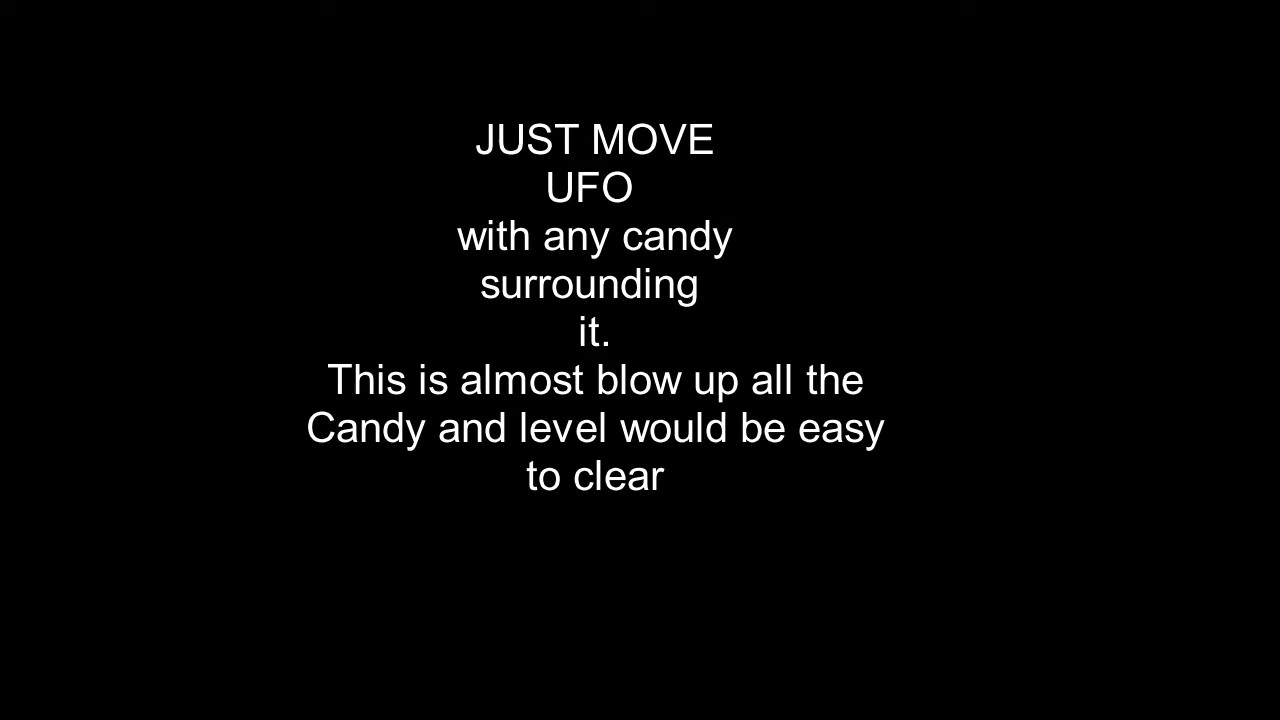 JUST MOVE
UFO
with any candy
surrounding
it.
This is almost blow up all the
Candy and level would be easy
to clear